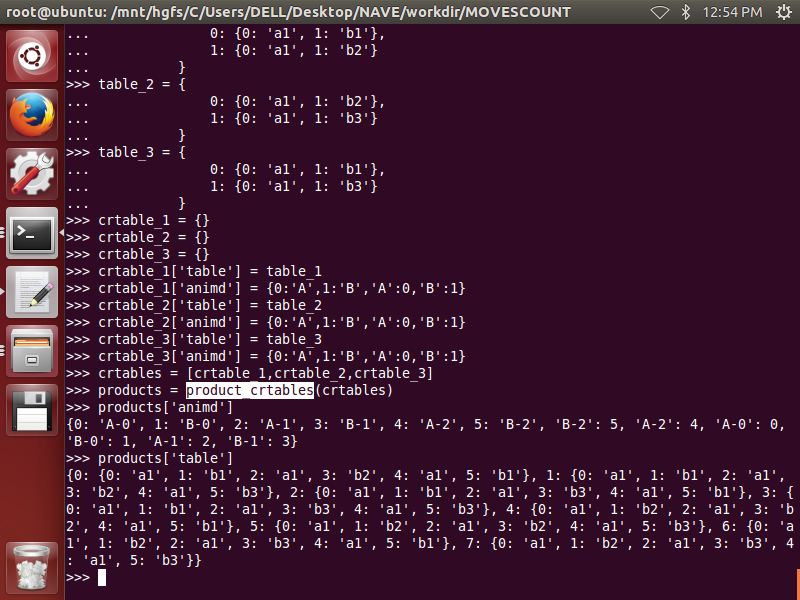 root@ubuntu: /mnt/hgfs/C/Users/DELL/Desktop/NAVE/workdir/MOVESCOUNT 12:54 PM
...               0: {0: 'a1', 1: 'b1'},
...               1: {0: 'a1', 1: 'b2'}
...           }
>>> table_2 = {
...               0: {0: 'a1', 1: 'b2'},
...               1: {0: 'a1', 1: 'b3'}
...           }
>>> table_3 = {
...               0: {0: 'a1', 1: 'b1'},
...               1: {0: 'a1', 1: 'b3'}
...           }
>>> crtable_1 = {}
>>> crtable_2 = {}
>>> crtable_3 = {}
>>> crtable_1['table'] = table_1
>>> crtable_1['animd'] = {0:'A',1:'B','A':0,'B':1}
>>> crtable_2['table'] = table_2
>>> crtable_2['animd'] = {0:'A',1:'B','A':0,'B':1}
>>> crtable_3['table'] = table_3
>>> crtable_3['animd'] = {0:'A',1:'B','A':0,'B':1}
>>> crtables = [crtable_1,crtable_2,crtable_3]
>>> products = product_crtables(crtables)
>>> products['animd']
{0: 'A-0', 1: 'B-0', 2: 'A-1', 3: 'B-1', 4: 'A-2', 5: 'B-2', 'B-2': 5, 'A-2': 4, 'A-0': 0,
'B-0': 1, 'A-1': 2, 'B-1': 3}
>>> products['table']
{0: {0: 'a1', 1: 'b1', 2: 'a1', 3: 'b2', 4: 'a1', 5: 'b1'}, 1: {0: 'a1', 1: 'b1', 2: 'a1',
3: 'b2', 4: 'a1', 5: 'b3'}, 2: {0: 'a1', 1: 'b1', 2: 'a1', 3: 'b3', 4: 'a1', 5: 'b1'}, 3: {
0: 'a1', 1: 'b1', 2: 'a1', 3: 'b3', 4: 'a1', 5: 'b3'}, 4: {0: 'a1', 1: 'b2', 2: 'a1', 3: 'b
2', 4: 'a1', 5: 'b1'}, 5: {0: 'a1', 1: 'b2', 2: 'a1', 3: 'b2', 4: 'a1', 5: 'b3'}, 6: {0: 'a
1', 1: 'b2', 2: 'a1', 3: 'b3', 4: 'a1', 5: 'b1'}, 7: {0: 'a1', 1: 'b2', 2: 'a1', 3: 'b3', 4
: 'a1', 5: 'b3'}}
>>>